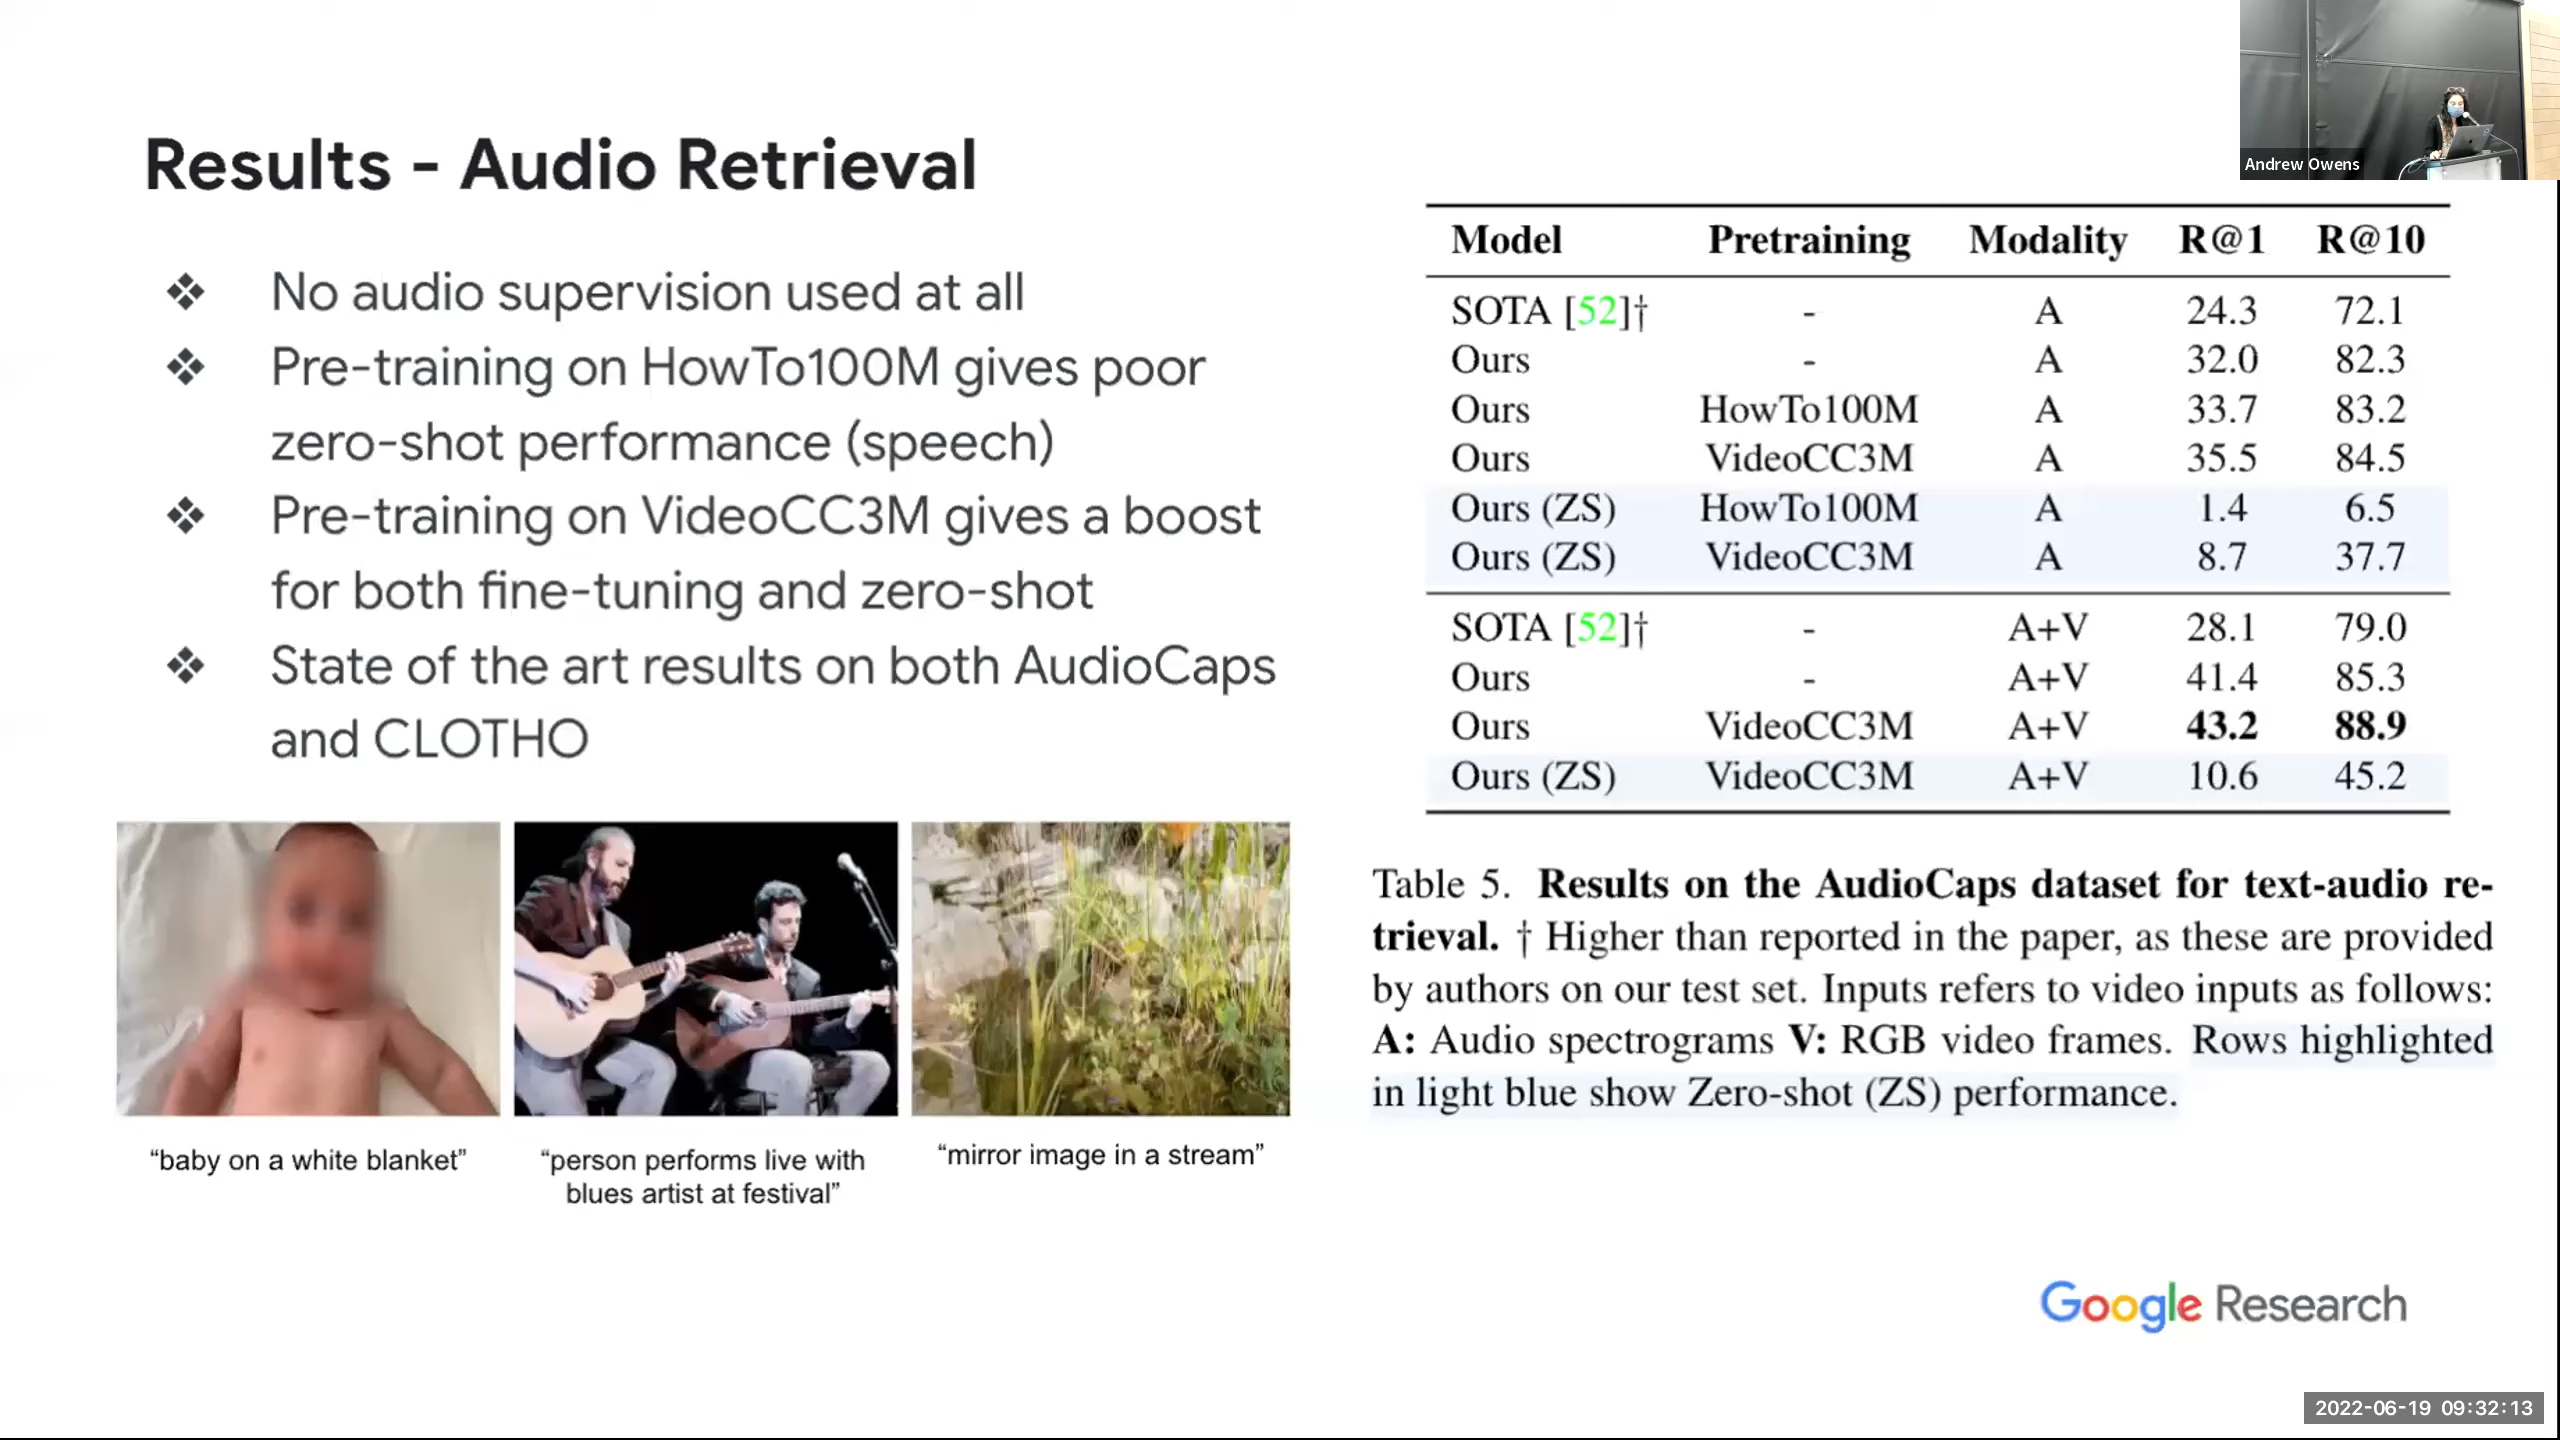 Andrew Owens
Results - Audio Retrieval
❖ No audio supervision used at all
❖ Pre-training on HowTo100M gives poor
zero-shot performance (speech)
❖ Pre-training on VideoCC3M gives a boost
for both fine-tuning and zero-shot
❖ State of the art results on both AudioCaps
and CLOTHO
“baby on a white blanket”
“person performs live with
blues artist at festival”
“mirror image in a stream”
Model Pretraining Modality R@1 R@10
SOTA [52]† - A 24.3 72.1
Ours - A 32.0 82.3
Ours HowTo100M A 33.7 83.2
Ours VideoCC3M A 35.5 84.5
Ours (ZS) HowTo100M A 1.4 6.5
Ours (ZS) VideoCC3M A 8.7 37.7
SOTA [52]† - A+V 28.1 79.0
Ours - A+V 41.4 85.3
Ours VideoCC3M A+V 43.2 88.9
Ours (ZS) VideoCC3M A+V 10.6 45.2
Table 5. Results on the AudioCaps dataset for text-audio re-
trieval. † Higher than reported in the paper, as these are provided
by authors on our test set. Inputs refers to video inputs as follows:
A: Audio spectrograms V: RGB video frames. Rows highlighted
in light blue show Zero-shot (ZS) performance.
Google Research
2022-06-19 09:32:13